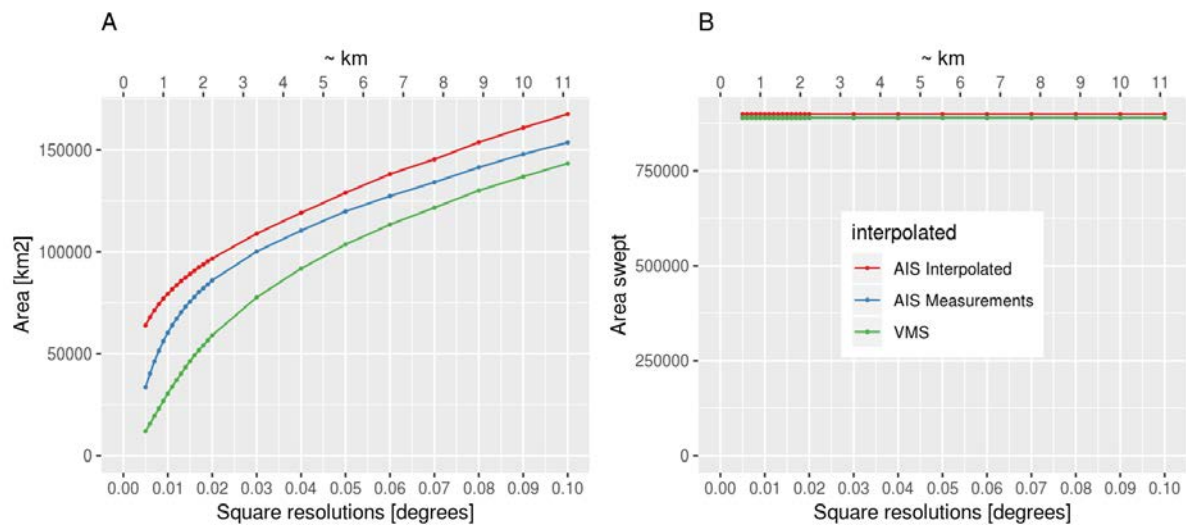 A
~ km
0 1 2 3 4 6 7 8 9 10 11
Area [km2]
150000
100000
50000
0
0.00 0.01 0.02 0.03 0.04 0.05 0.06 0.07 0.08 0.09 0.10
Square resolutions [degrees]
B
~ km
0 1 2 3 4 6 7 8 9 10 11
Area swept
750000
500000
250000
0
interpolated
AIS Interpolated
AIS Measurements
VMS
0.00 0.01 0.02 0.03 0.04 0.05 0.06 0.07 0.08 0.09 0.10
Square resolutions [degrees]